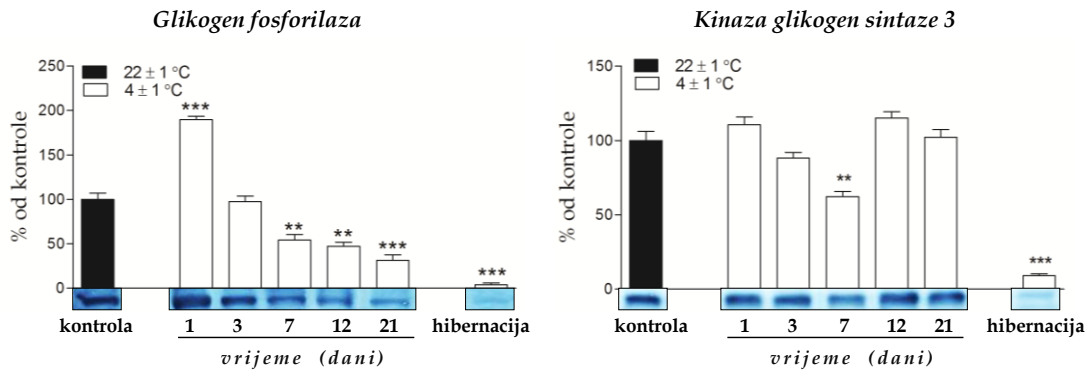 Glikogen fosforilaza
250
200
150
100
50
0
% od kontrole
22 ± 1 °C
4 ± 1 °C
***
**
**
***
***
kontrola 1 3 7 12 21 hibernacija
vrijeme (dani)
Kinaza glikogen sintaze 3
150
100
50
0
% od kontrole
22 ± 1 °C
4 ± 1 °C
**
***
kontrola 1 3 7 12 21 hibernacija
vrijeme (dani)